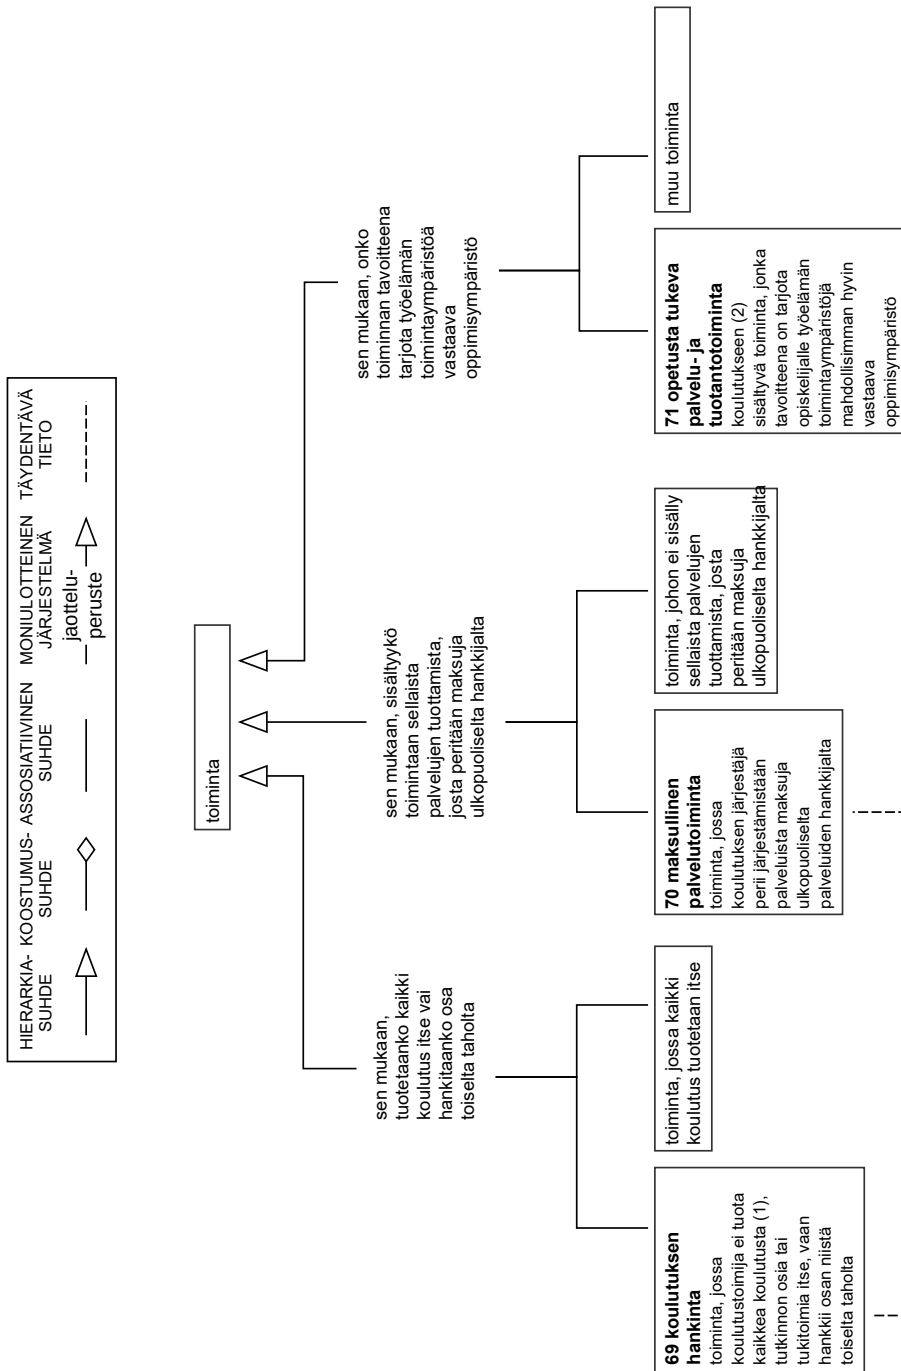 HIERARKIA-
SUHDE
KOOSTUMUS-
SUHDE
ASSOSIATIIVINEN
SUHDE
MONIULOTTEINEN
JÄRJESTELMÄ
jaottelu-
peruste
TÄYDENTÄVÄ
TIETO
toiminta
sen mukaan,
tuotetaanko kaikki
koulutus itse vai
hankitaanko osa
toiselta taholta
sen mukaan, sisältyykö
toimintaan sellaista
palvelujen tuottamista,
josta peritään maksuja
ulkopuoliselta hankkijalta
sen mukaan, onko
toiminnan tavoitteena
tarjota työelämän
toimintaympäristöä
vastaava
oppimisympäristö
69 koulutuksen
hankinta
toiminta, jossa
koulutustoimija ei tuota
kaikkea koulutusta (1),
tutkinnon osia tai
tukitoimia itse, vaan
hankkii osan niistä
toiselta taholta
toiminta, jossa kaikki
koulutus tuotetaan itse
70 maksullinen
palvelutoiminta
toiminta, jossa
koulutuksen järjestäjä
perii järjestämistään
palveluista maksuja
ulkopuoliselta
palveluiden hankkijalta
toiminta, johon ei sisälly
sellaista palvelujen
tuottamista, josta
peritään maksuja
ulkopuoliselta hankkijalta
71 opetusta tukeva
palvelu- ja
tuotantotoiminta
koulutukseen (2)
sisältyvä toiminta, jonka
tavoitteena on tarjota
opiskelijalle työelämän
toimintaympäristöjä
mahdollisimman hyvin
vastaava
oppimisympäristö
muu toiminta